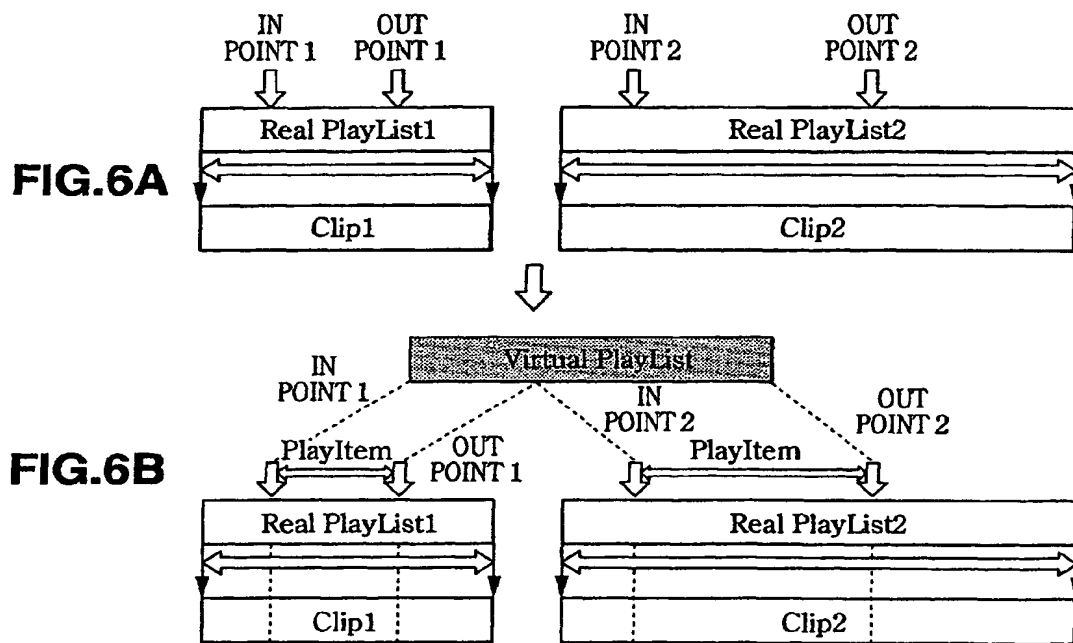 IN
POINT 1
OUT
POINT 1
IN
POINT 2
OUT
POINT 2
Real PlayList1
Real PlayList2
FIG.6A
Clip1
Clip2
Virtual PlayList
IN
POINT 1
IN
POINT 2
OUT
POINT 2
PlayItem
OUT
POINT 1
PlayItem
FIG.6B
Real PlayList1
Real PlayList2
Clip1
Clip2